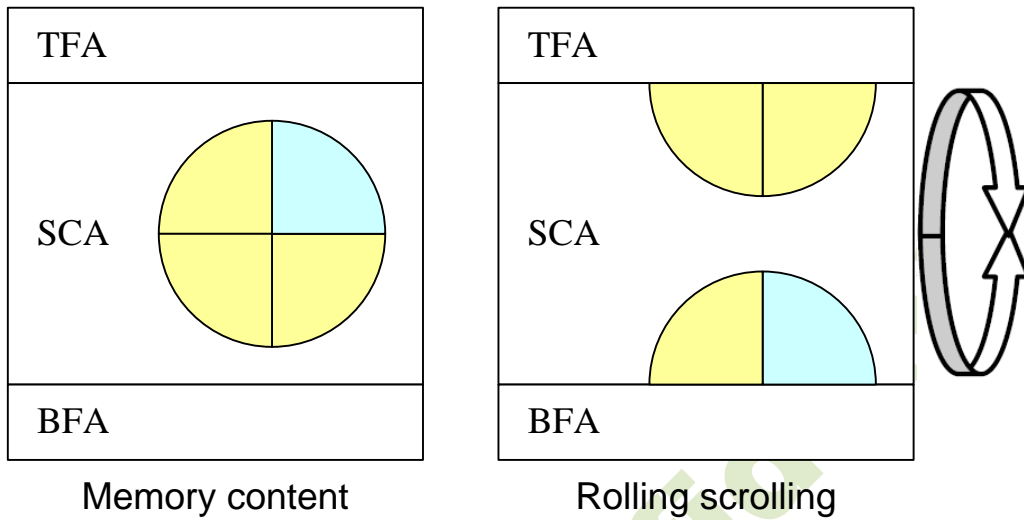 TFA
SCA
BFA
Memory content
TFA
SCA
BFA
Rolling scrolling